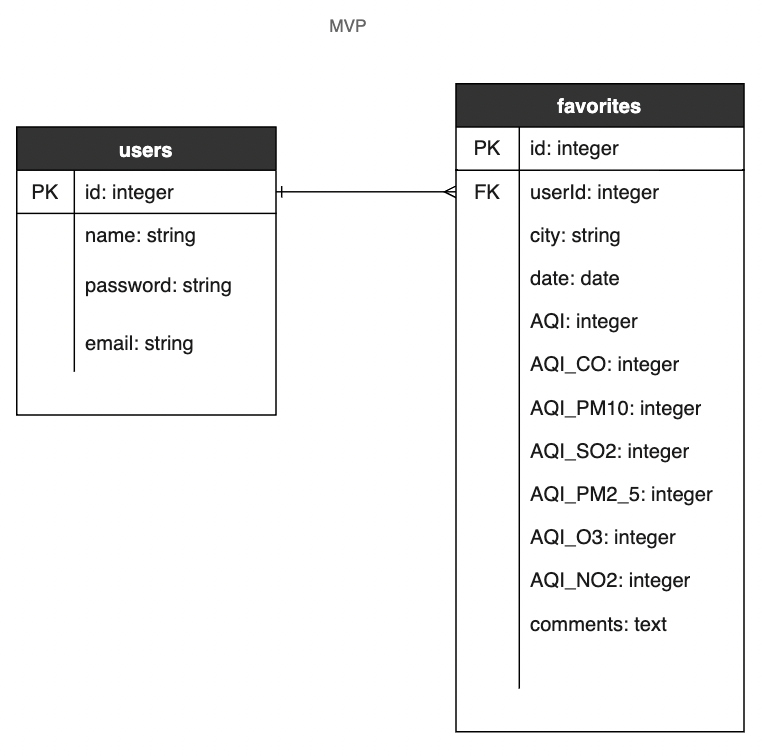 MVP
users
PK id: integer
name: string
password: string
email: string
favorites
PK id: integer
FK userId: integer
city: string
date: date
AQI: integer
AQI_CO: integer
AQI_PM10: integer
AQI_SO2: integer
AQI_PM2_5: integer
AQI_O3: integer
AQI_NO2: integer
comments: text